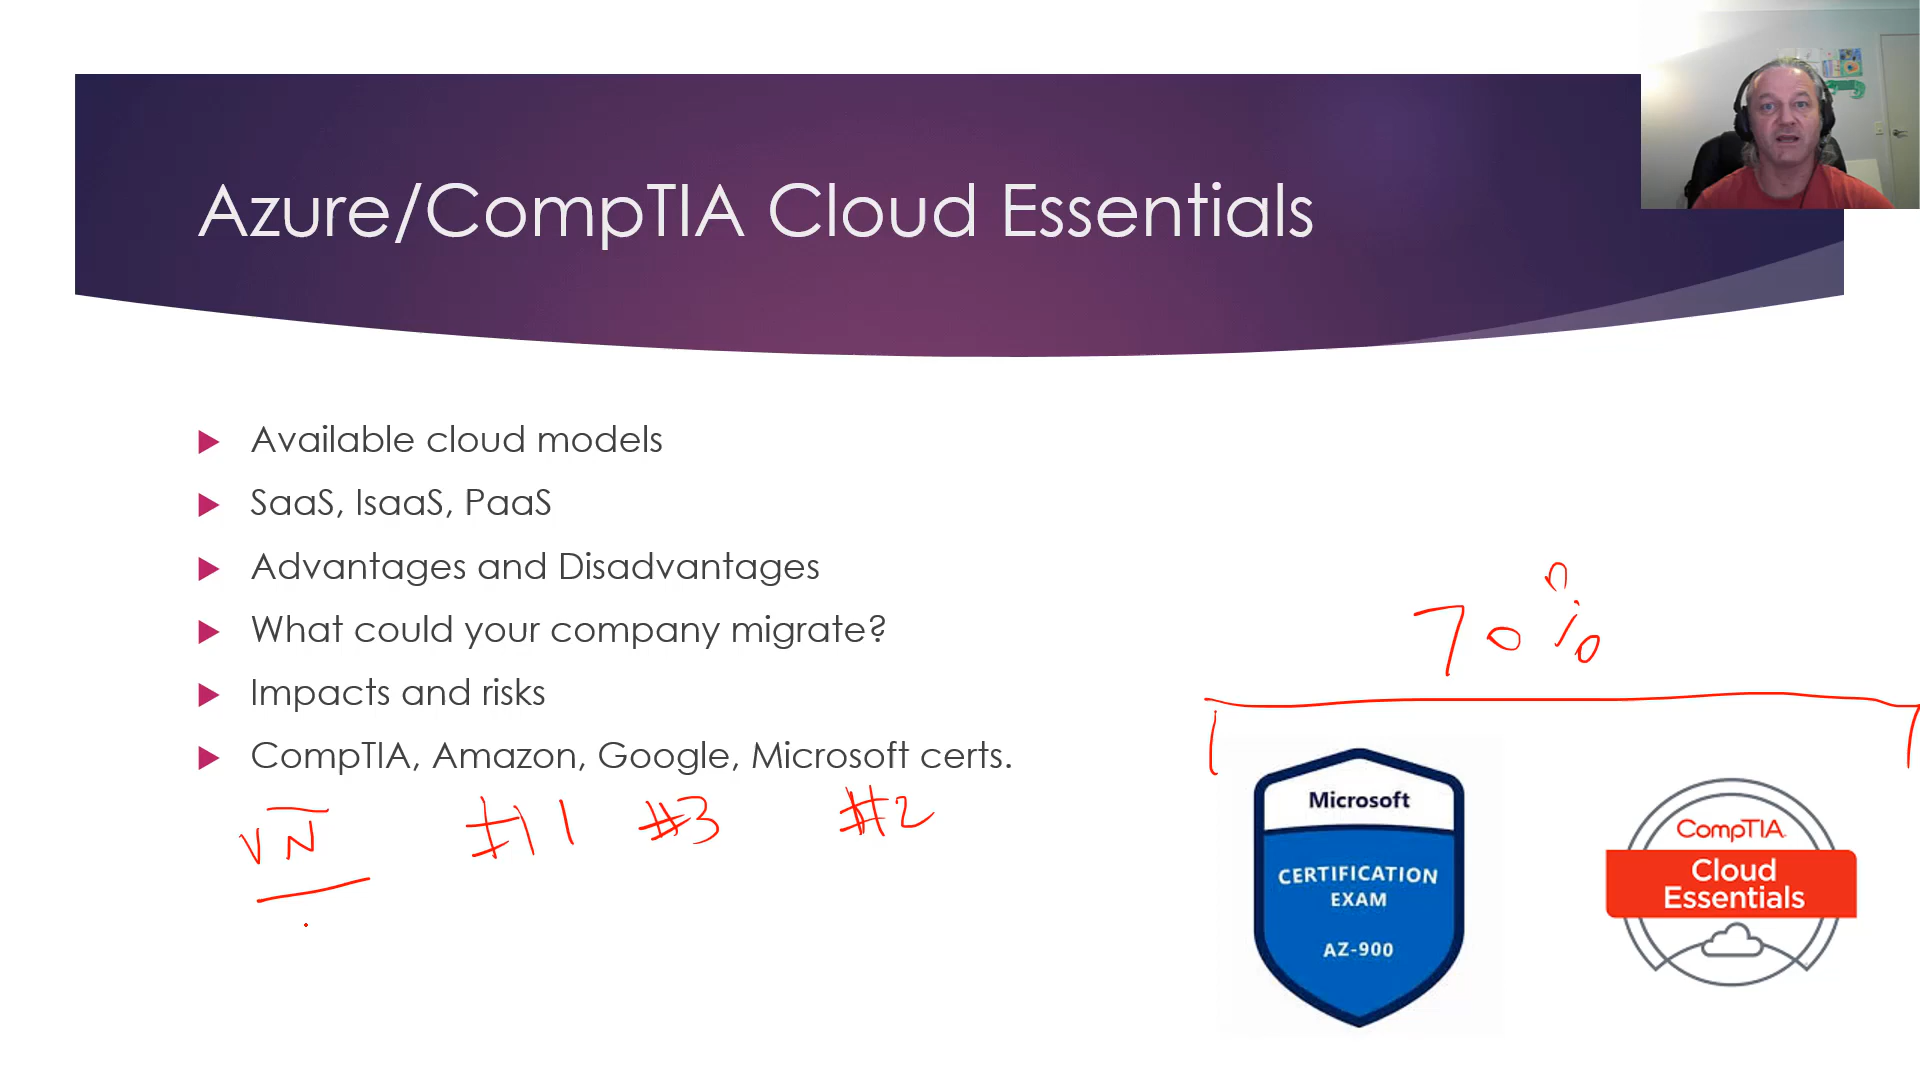 Azure/CompTIA Cloud Essentials
Available cloud models
SaaS, IsaaS, PaaS
Advantages and Disadvantages
What could your company migrate?
Impacts and risks
CompTIA, Amazon, Google, Microsoft certs.
VN #1 #3 #2
70%
Microsoft
CERTIFICATION
EXAM
AZ-900
CompTIA.
Cloud
Essentials